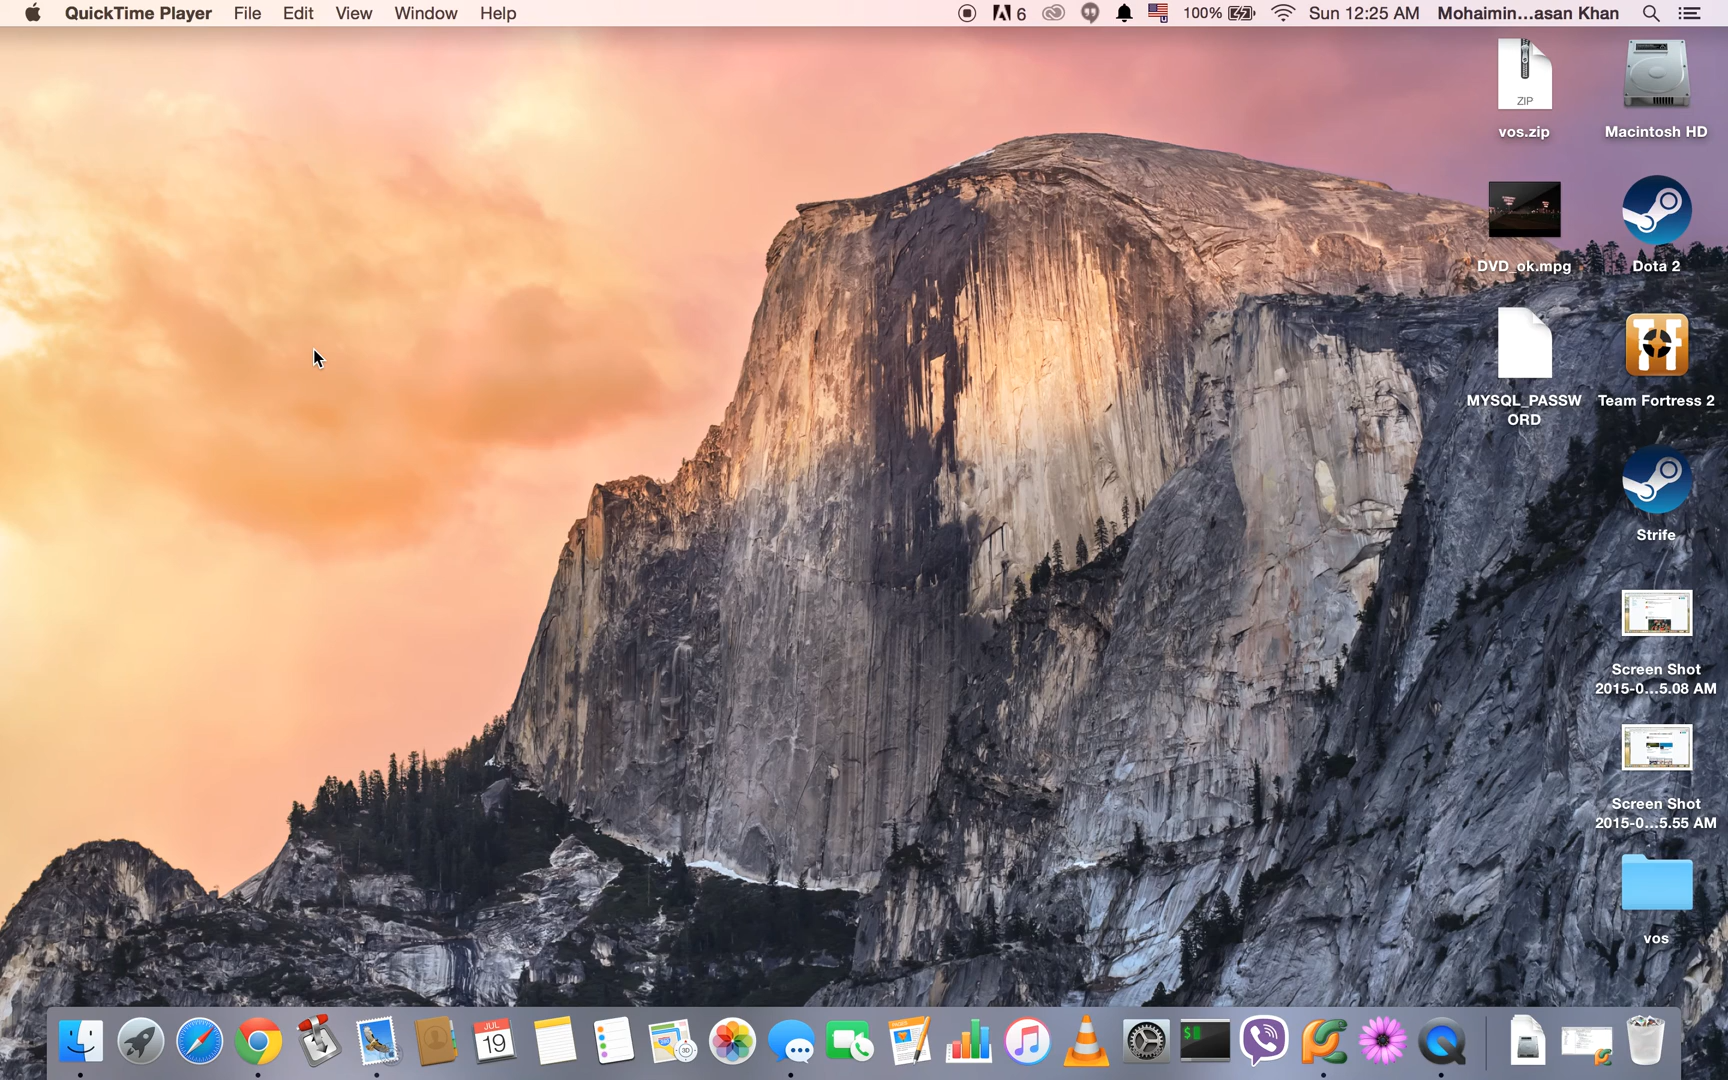 QuickTime Player File Edit View Window Help 6 100% Sun 12:25 AM Mohaimin...asan Khan
ZIP
vos.zip
Macintosh HD
DVD_ok.mpg
Dota 2
MYSQL_PASSW
ORD
Team Fortress 2
Strife
Screen Shot
2015-0...5.08 AM
Screen Shot
2015-0...5.55 AM
vos
JUL
19
3D
$